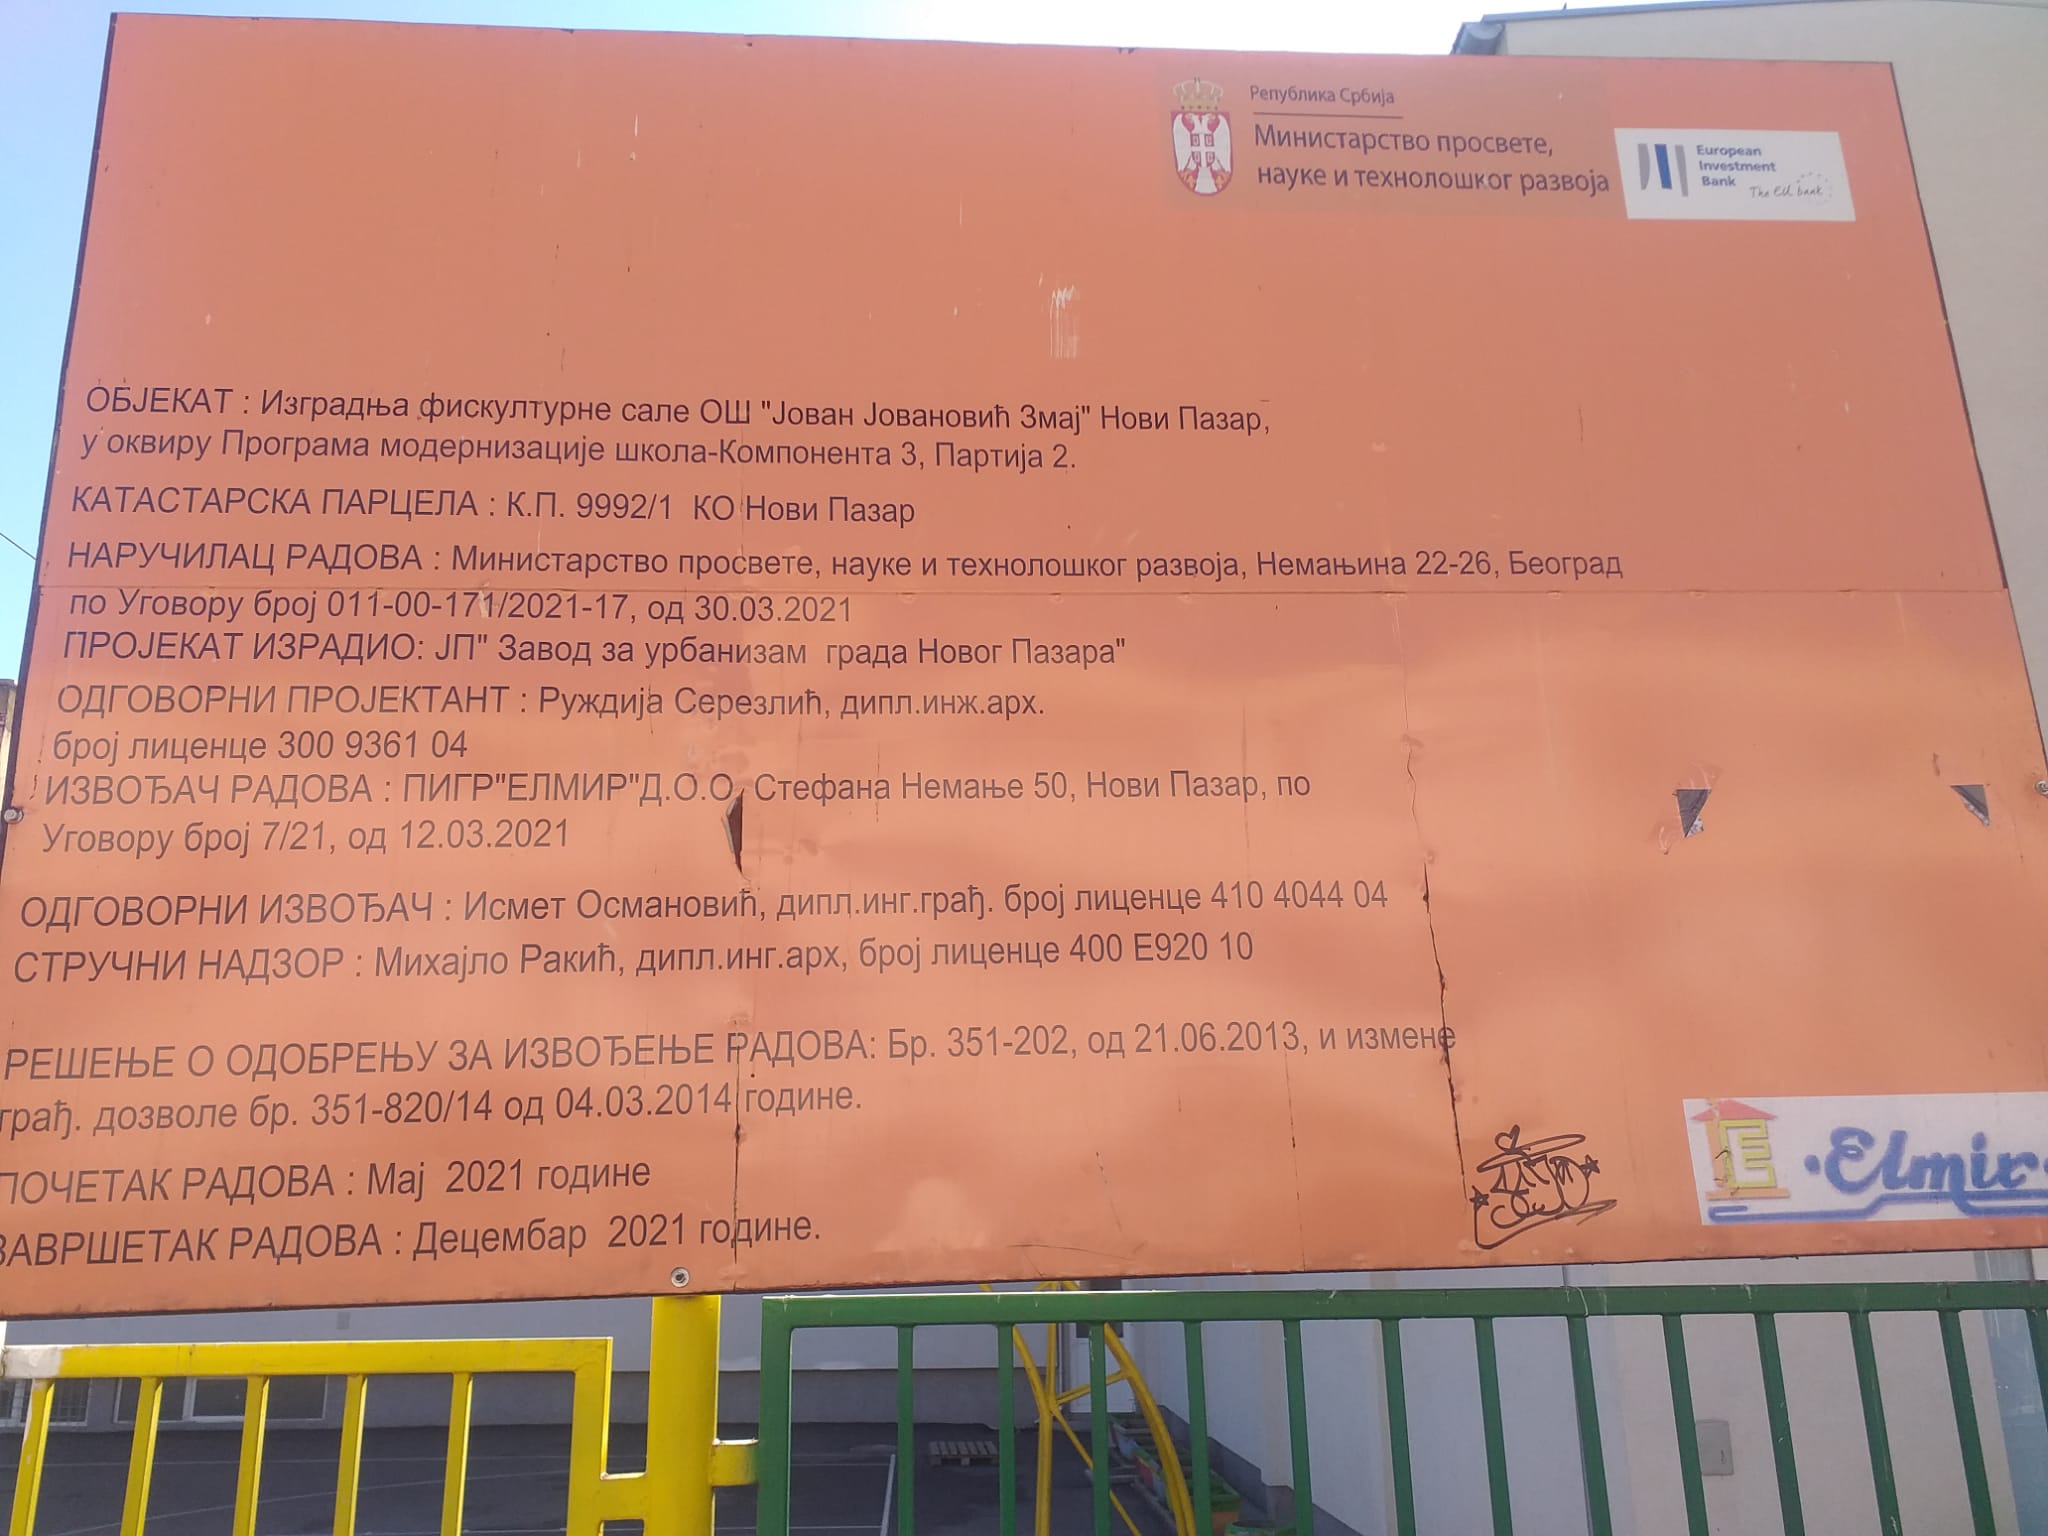 Република Србија
Министарство просвете,
науке и технолошког развоја
European
Investment
Bank
The EU bank
ОБЈЕКАТ : Изградња фискултурне сале ОШ "Јован Јовановић Змај" Нови Пазар,
у оквиру Програма модернизације школа-Компонента 3, Партија 2.
КАТАСТАРСКА ПАРЦЕЛА : К.П. 9992/1 КО Нови Пазар
НАРУЧИЛАЦ РАДОВА : Министарство просвете, науке и технолошког развоја, Немањина 22-26, Београд
по Уговору број 011-00-171/2021-17, од 30.03.2021
ПРОЈЕКАТ ИЗРАДИО: ЈП" Завод за урбанизам града Новог Пазара"
ОДГОВОРНИ ПРОЈЕКТАНТ : Руждија Серезлић, дипл.инж.арх.
број лиценце 300 9361 04
ИЗВОЂАЧ РАДОВА : ПИГР"ЕЛМИР"Д.О.О, Стефана Немање 50, Нови Пазар, по
Уговору број 7/21, од 12.03.2021
ОДГОВОРНИ ИЗВОЂАЧ : Исмет Османовић, дипл.инг.грађ. број лиценце 410 4044 04
СТРУЧНИ НАДЗОР : Михајло Ракић, дипл.инг.арх, број лиценце 400 Е920 10
РЕШЕЊЕ О ОДОБРЕЊУ ЗА ИЗВОЂЕЊЕ РАДОВА: Бр. 351-202, од 21.06.2013, и измене
грађ. дозволе бр. 351-820/14 од 04.03.2014 године.
ПОЧЕТАК РАДОВА : Мај 2021 године
ЗАВРШЕТАК РАДОВА : Децембар 2021 године.
E
•Elmir•